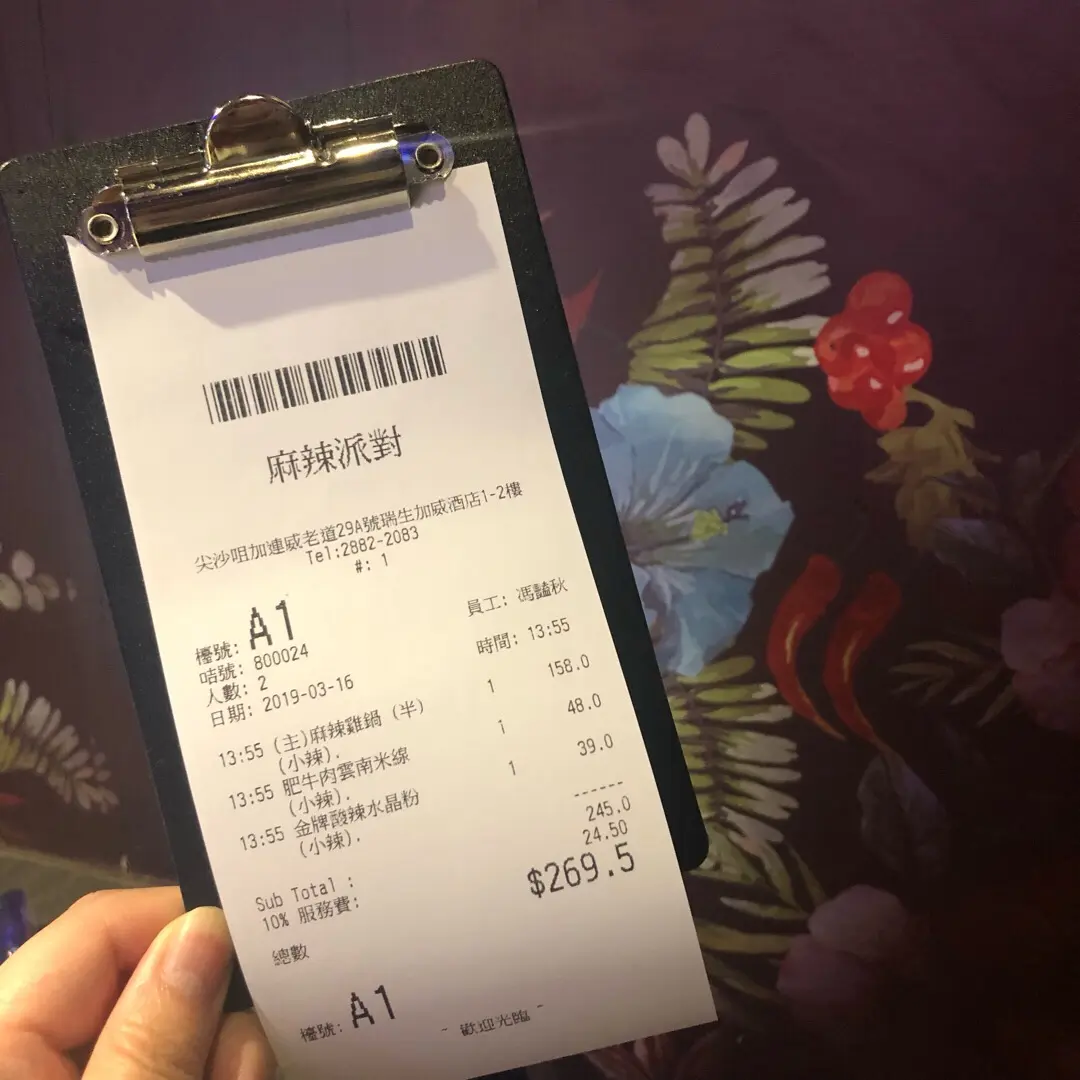 麻辣派對
尖沙咀加連威老道29A號瑞生加威酒店1-2樓
Tel:2882-2083
#: 1
檯號: A1 員工: 馮豔秋
咭號: 800024
人數: 2 時間: 13:55
日期: 2019-03-16
13:55 (主)麻辣雞鍋 (半) 1 158.0
(小辣).
13:55 肥牛肉雲南米線 1 48.0
(小辣).
13:55 金牌酸辣水晶粉 1 39.0
(小辣).
------
Sub Total : 245.0
10% 服務費: 24.50
總數 $269.5
檯號: A1 - 歡迎光臨 -